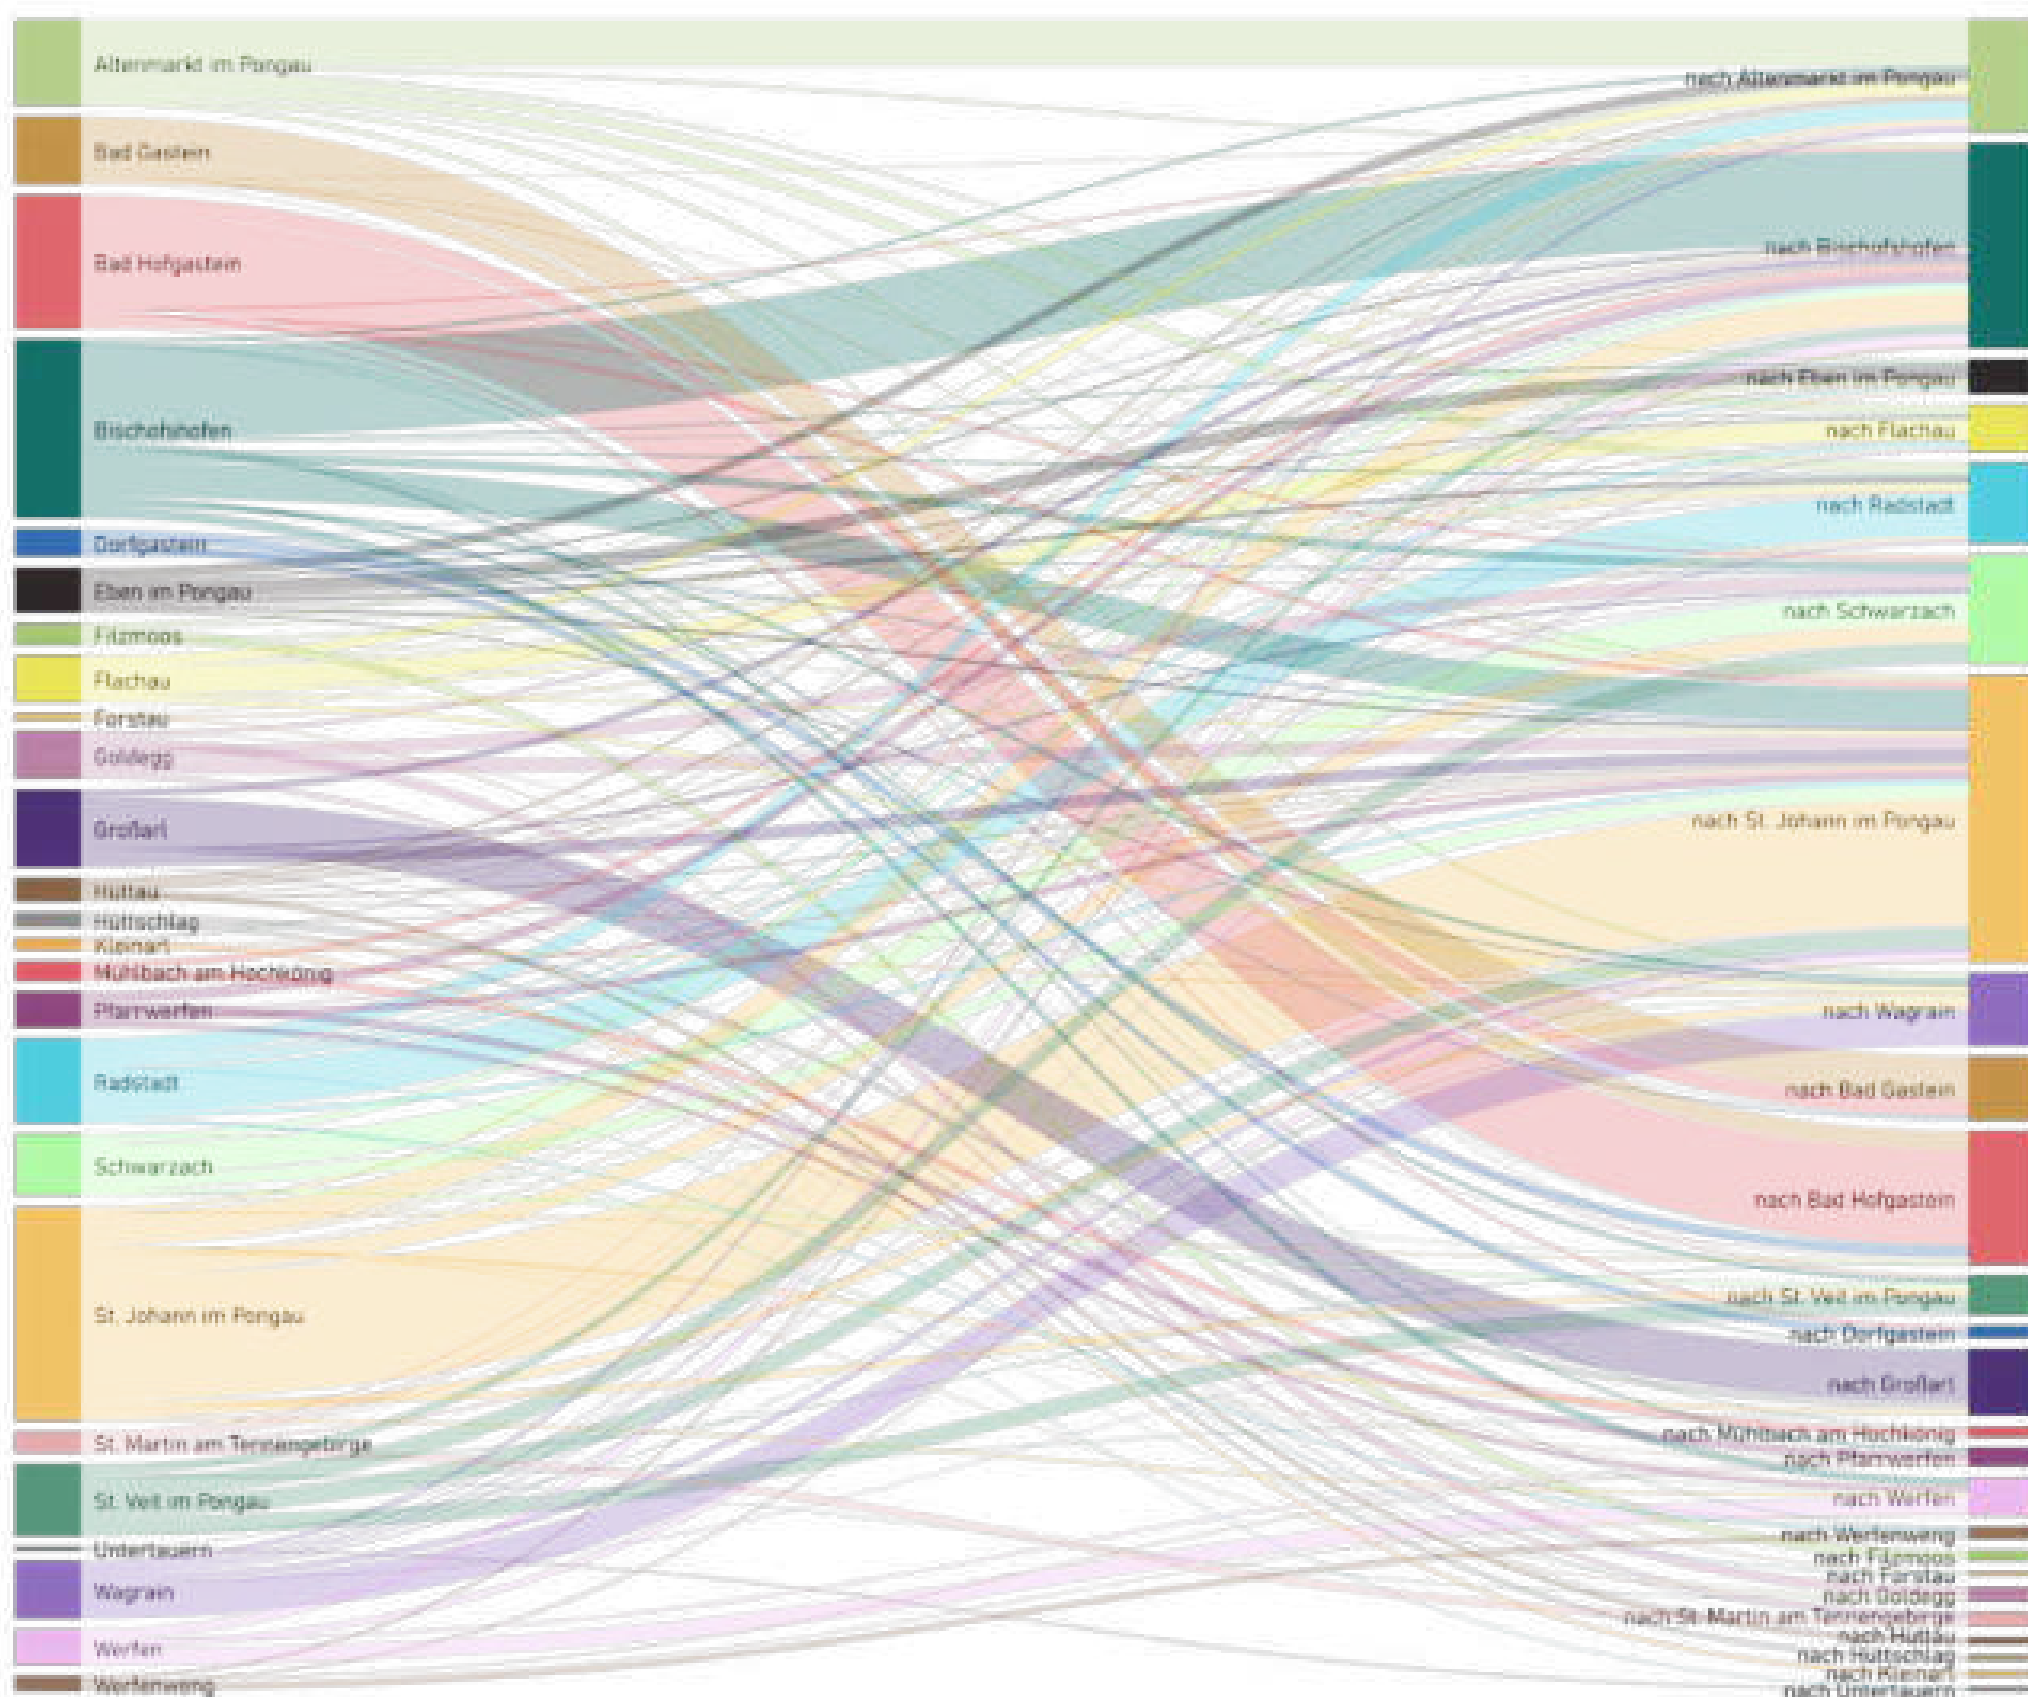 Altenmarkt im Pongau
Bad Gastein
Bad Hofgastein
Bischofshofen
Dorfgastein
Eben im Pongau
Filzmoos
Flachau
Forstau
Goldegg
Großarl
Hüttau
Hüttschlag
Kleinarl
Mühlbach am Hochkönig
Pfarrwerfen
Radstadt
Schwarzach
St. Johann im Pongau
St. Martin am Tennengebirge
St. Veit im Pongau
Untertauern
Wagrain
Werfen
Werfenweng
nach Altenmarkt im Pongau
nach Bischofshofen
nach Eben im Pongau
nach Flachau
nach Radstadt
nach Schwarzach
nach St. Johann im Pongau
nach Wagrain
nach Bad Gastein
nach Bad Hofgastein
nach St. Veit im Pongau
nach Dorfgastein
nach Großarl
nach Mühlbach am Hochkönig
nach Pfarrwerfen
nach Werfen
nach Werfenweng
nach Filzmoos
nach Forstau
nach Goldegg
nach St. Martin am Tennengebirge
nach Hüttau
nach Hüttschlag
nach Kleinarl
nach Untertauern